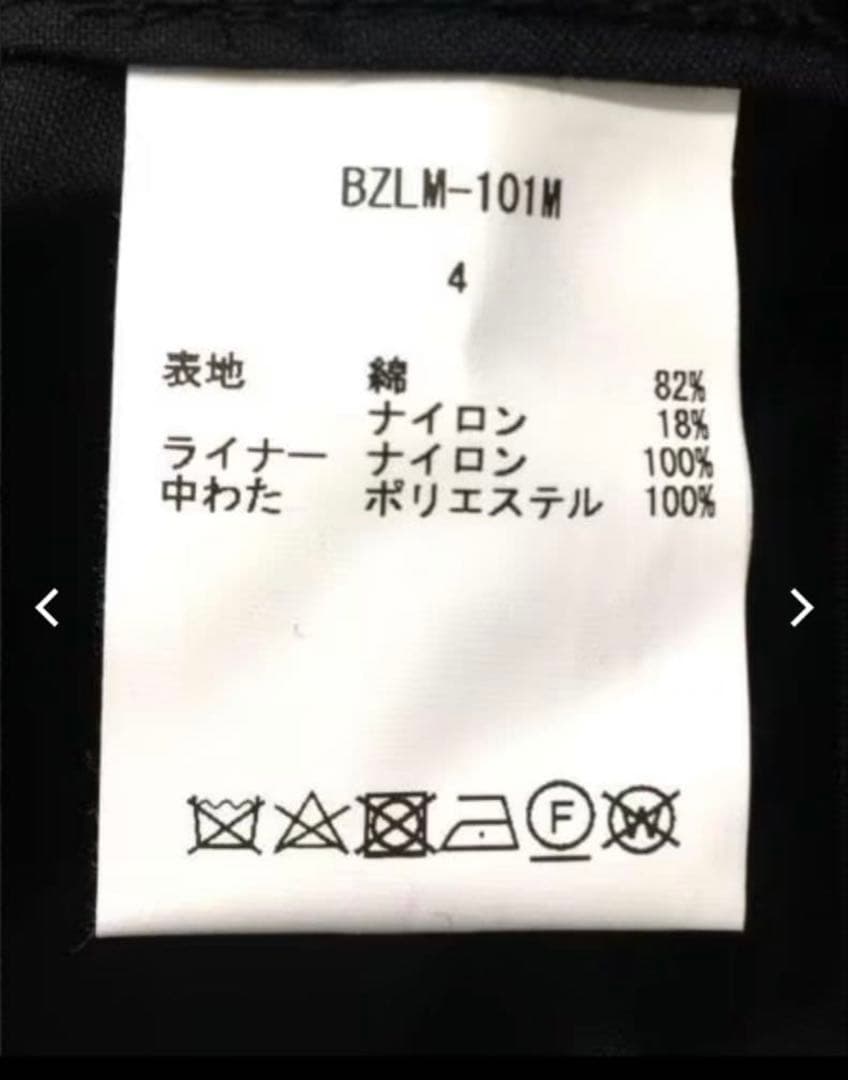 BZLM-101M
4
表地 綿 82%
ナイロン 18%
ライナー ナイロン 100%
中わた ポリエステル 100%
F
W